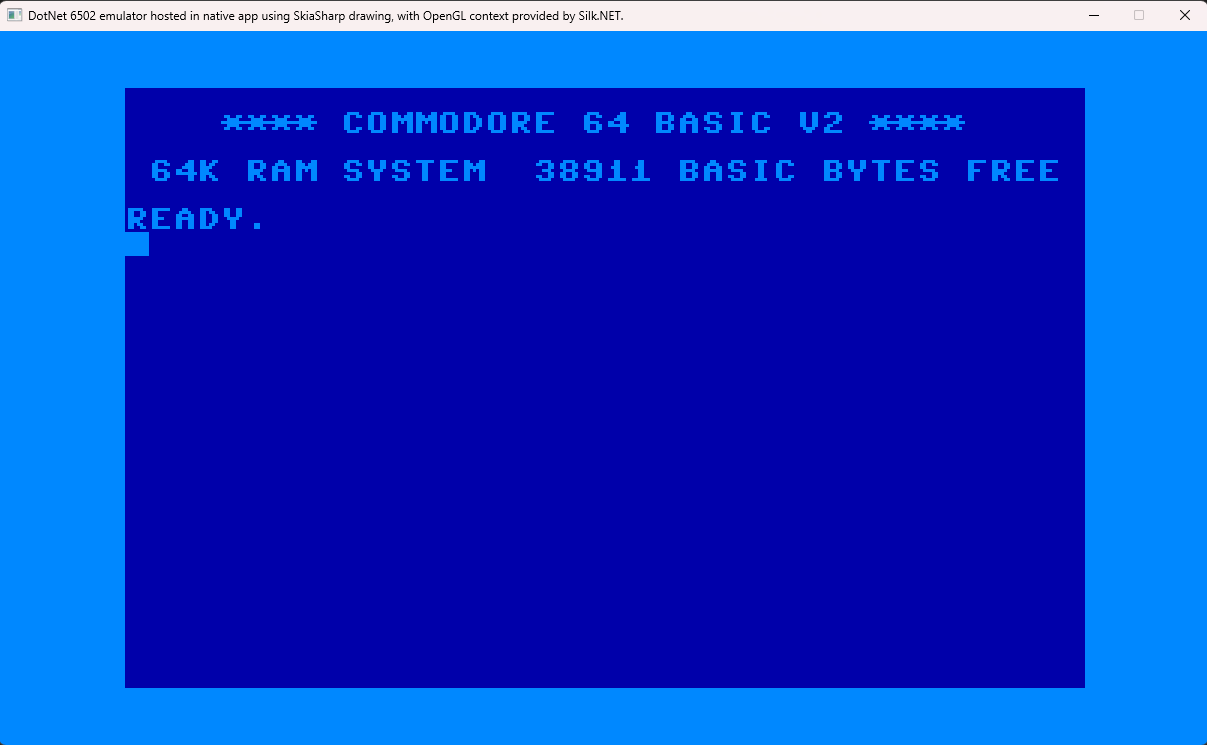 DotNet 6502 emulator hosted in native app using SkiaSharp drawing, with OpenGL context provided by Silk.NET.
**** COMMODORE 64 BASIC V2 ****
64K RAM SYSTEM  38911 BASIC BYTES FREE
READY.